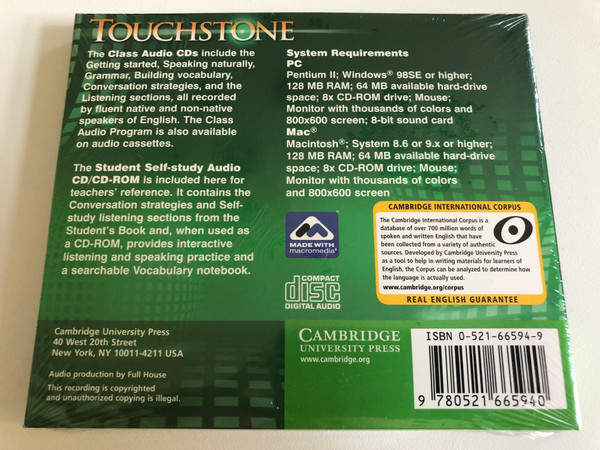 TOUCHSTONE
The Class Audio CDs include the
Getting started, Speaking naturally,
Grammar, Building vocabulary,
Conversation strategies, and the
Listening sections, all recorded
by fluent native and non-native
speakers of English. The Class
Audio Program is also available
on audio cassettes.
The Student Self-study Audio
CD/CD-ROM is included here for
teachers' reference. It contains the
Conversation strategies and Self-
study listening sections from the
Student's Book and, when used as
a CD-ROM, provides interactive
listening and speaking practice and
a searchable Vocabulary notebook.
System Requirements
PC
Pentium II; Windows® 98SE or higher;
128 MB RAM; 64 MB available hard-drive
space; 8x CD-ROM drive; Mouse;
Monitor with thousands of colors and
800x600 screen; 8-bit sound card
Mac®
Macintosh®; System 8.6 or 9.x or higher;
128 MB RAM; 64 MB available hard-drive
space; 8x CD-ROM drive; Mouse;
Monitor with thousands of colors
and 800x600 screen
MADE WITH
macromedia®
COMPACT
disc
DIGITAL AUDIO
CAMBRIDGE INTERNATIONAL CORPUS
The Cambridge International Corpus is a
database of over 700 million words of
spoken and written English that have
been collected from a variety of authentic
sources. Developed by Cambridge University Press
as a tool to help in writing materials for learners of
English, the Corpus can be analyzed to determine how
the language is actually used.
www.cambridge.org/corpus
REAL ENGLISH GUARANTEE
Cambridge University Press
40 West 20th Street
New York, NY 10011-4211 USA
Audio production by Full House
This recording is copyrighted
and unauthorized copying is illegal.
CAMBRIDGE
UNIVERSITY PRESS
www.cambridge.org
ISBN 0-521-66594-9
9 780521 665940